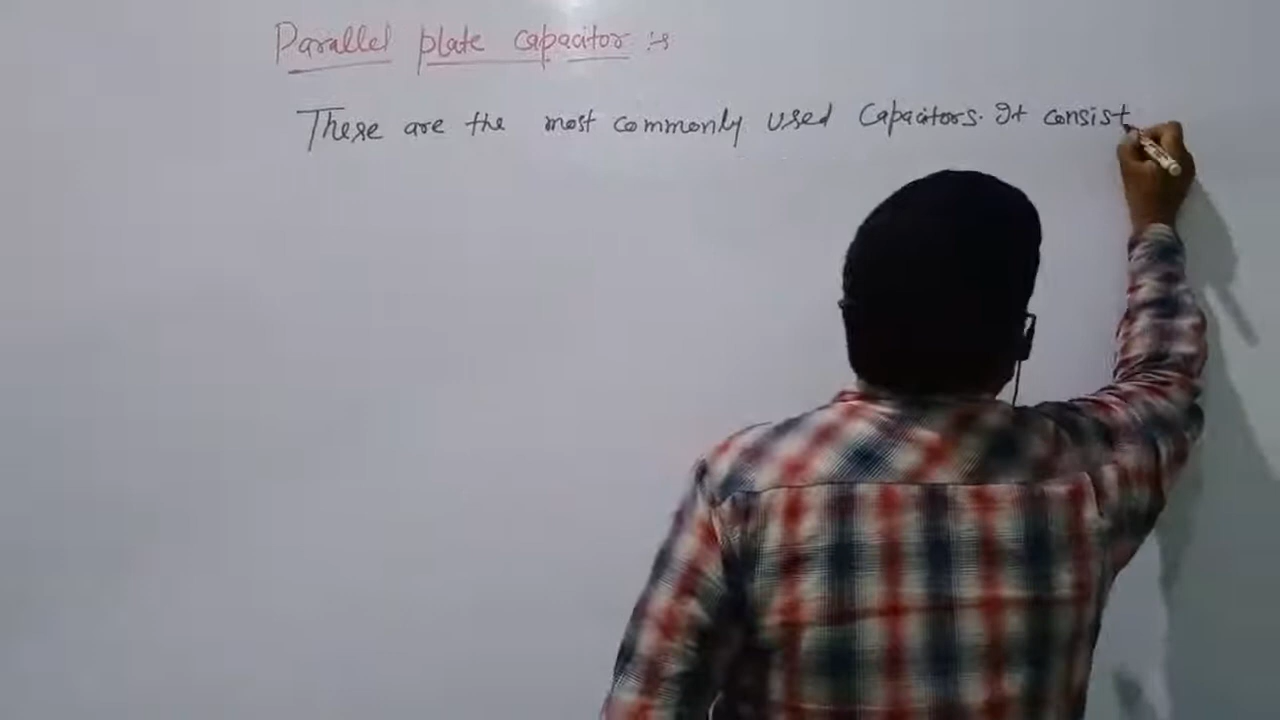 Parallel plate capacitor :-
These are the most commonly used Capacitors. It consist